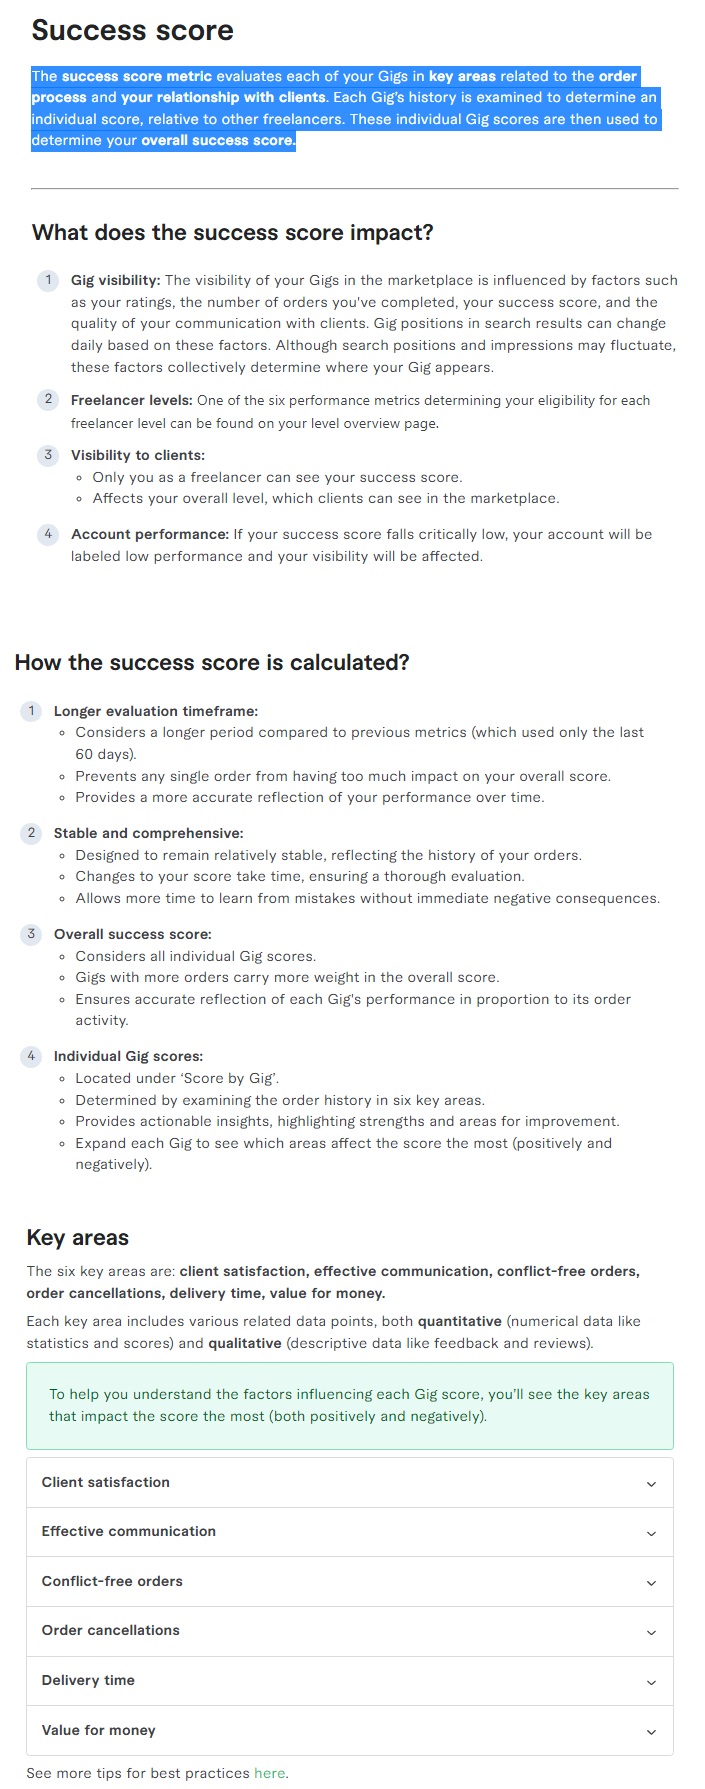 Success score
The success score metric evaluates each of your Gigs in key areas related to the order
process and your relationship with clients. Each Gig's history is examined to determine an
individual score, relative to other freelancers. These individual Gig scores are then used to
determine your overall success score.
What does the success score impact?
1 Gig visibility: The visibility of your Gigs in the marketplace is influenced by factors such
as your ratings, the number of orders you've completed, your success score, and the
quality of your communication with clients. Gig positions in search results can change
daily based on these factors. Although search positions and impressions may fluctuate,
these factors collectively determine where your Gig appears.
2 Freelancer levels: One of the six performance metrics determining your eligibility for each
freelancer level can be found on your level overview page.
3 Visibility to clients:
Only you as a freelancer can see your success score.
Affects your overall level, which clients can see in the marketplace.
4 Account performance: If your success score falls critically low, your account will be
labeled low performance and your visibility will be affected.
How the success score is calculated?
1 Longer evaluation timeframe:
Considers a longer period compared to previous metrics (which used only the last
60 days).
Prevents any single order from having too much impact on your overall score.
Provides a more accurate reflection of your performance over time.
2 Stable and comprehensive:
Designed to remain relatively stable, reflecting the history of your orders.
Changes to your score take time, ensuring a thorough evaluation.
Allows more time to learn from mistakes without immediate negative consequences.
3 Overall success score:
Considers all individual Gig scores.
Gigs with more orders carry more weight in the overall score.
Ensures accurate reflection of each Gig's performance in proportion to its order
activity.
4 Individual Gig scores:
Located under ‘Score by Gig’.
Determined by examining the order history in six key areas.
Provides actionable insights, highlighting strengths and areas for improvement.
Expand each Gig to see which areas affect the score the most (positively and
negatively).
Key areas
The six key areas are: client satisfaction, effective communication, conflict-free orders,
order cancellations, delivery time, value for money.
Each key area includes various related data points, both quantitative (numerical data like
statistics and scores) and qualitative (descriptive data like feedback and reviews).
To help you understand the factors influencing each Gig score, you’ll see the key areas
that impact the score the most (both positively and negatively).
Client satisfaction
Effective communication
Conflict-free orders
Order cancellations
Delivery time
Value for money
See more tips for best practices here.